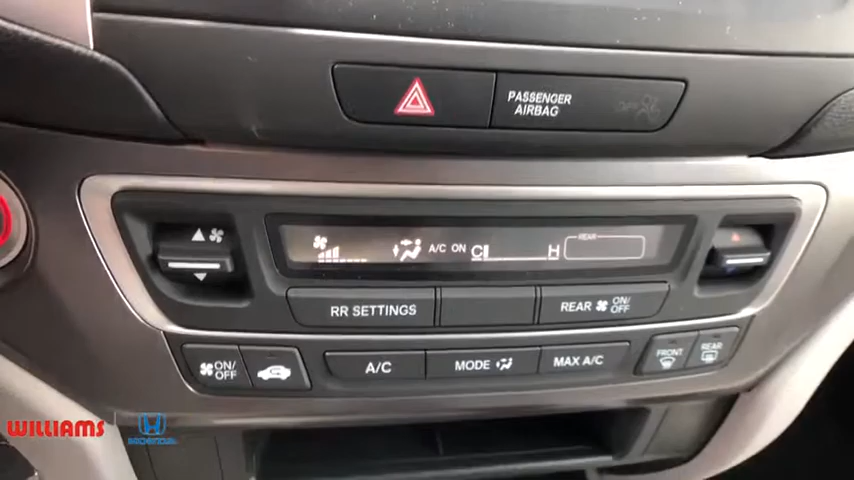 PASSENGER
AIRBAG
A/C ON
C
H
REAR
RR SETTINGS
REAR ON/OFF
ON/OFF
A/C
MODE
MAX A/C
FRONT
REAR
WILLIAMS
HONDA